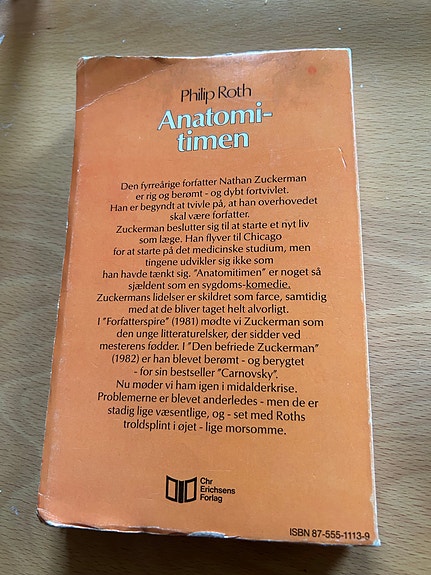 Philip Roth
Anatomi-
timen
Den fyrreårige forfatter Nathan Zuckerman
er rig og berømt - og dybt fortvivlet.
Han er begyndt at tvivle på, at han overhovedet
skal være forfatter.
Zuckerman beslutter sig til at starte et nyt liv
som læge. Han flyver til Chicago
for at starte på det medicinske studium, men
tingene udvikler sig ikke som
han havde tænkt sig. "Anatomitimen" er noget så
sjældent som en sygdoms-komedie.
Zuckermans lidelser er skildret som farce, samtidig
med at de bliver taget helt alvorligt.
I "Forfatterspire" (1981) mødte vi Zuckerman som
den unge litteraturelsker, der sidder ved
mesterens fødder. I "Den befriede Zuckerman"
(1982) er han blevet berømt - og berygtet
- for sin bestseller "Carnovsky".
Nu møder vi ham igen i midalderkrise.
Problemerne er blevet anderledes - men de er
stadig lige væsentlige, og - set med Roths
troldsplint i øjet - lige morsomme.
Chr
Erichsens
Forlag
ISBN 87-555-1113-9